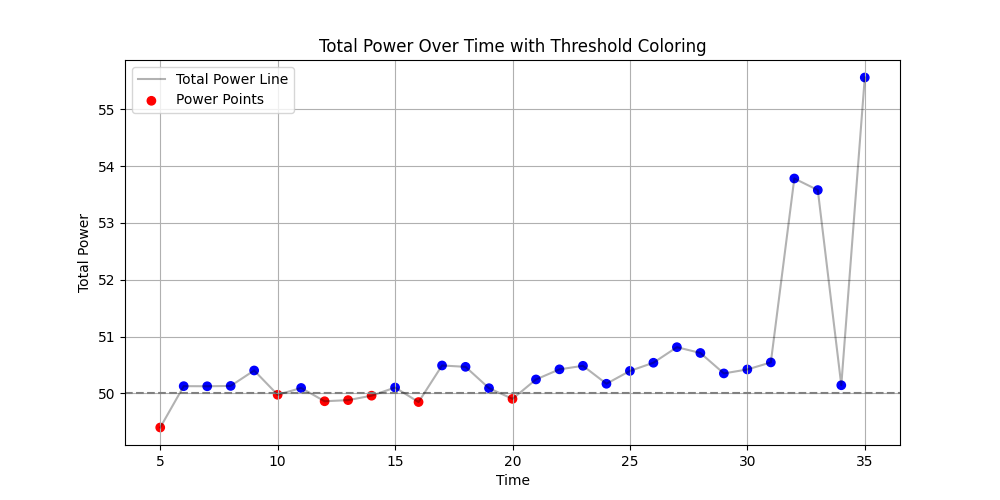 Total Power Over Time with Threshold Coloring
Total Power Line
Power Points
Total Power
55
54
53
52
51
50
5 10 15 20 25 30 35
Time